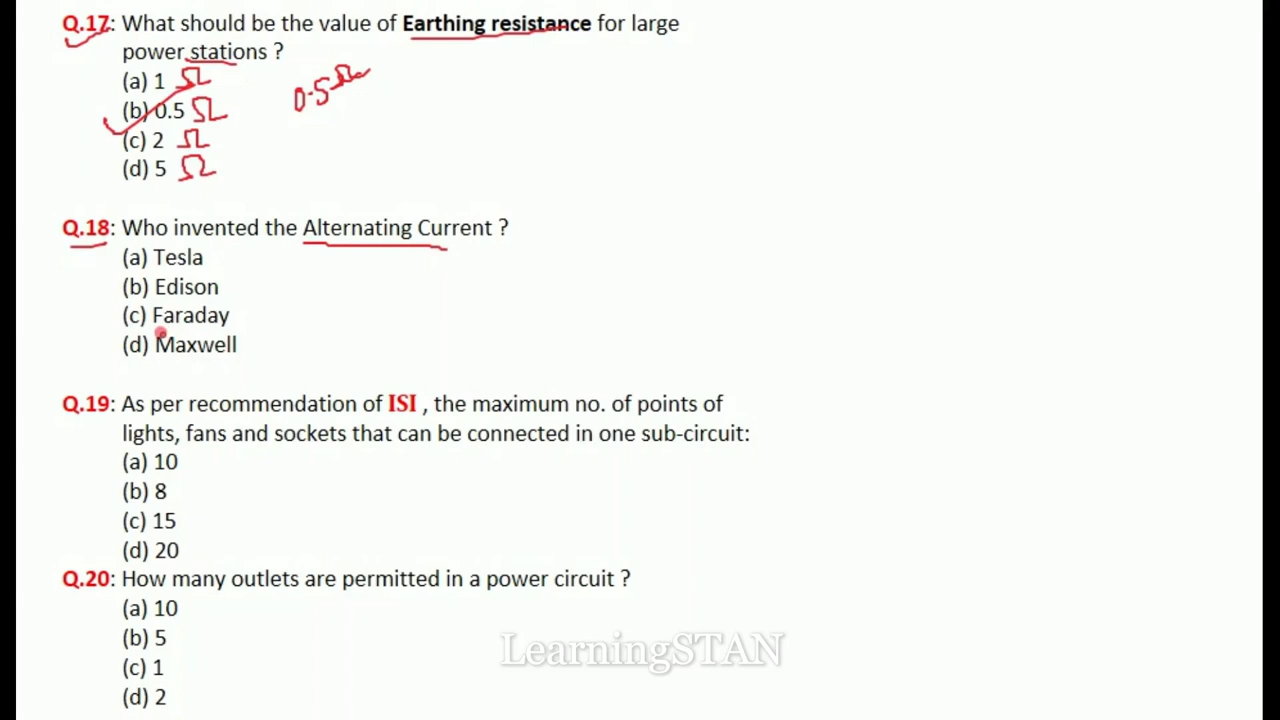 Q.17: What should be the value of Earthing resistance for large
power stations ?
(a) 1 Ω
(b) 0.5 Ω
0.5 Ω
(c) 2 Ω
(d) 5 Ω
Q.18: Who invented the Alternating Current ?
(a) Tesla
(b) Edison
(c) Faraday
(d) Maxwell
Q.19: As per recommendation of ISI , the maximum no. of points of
lights, fans and sockets that can be connected in one sub-circuit:
(a) 10
(b) 8
(c) 15
(d) 20
Q.20: How many outlets are permitted in a power circuit ?
(a) 10
(b) 5
(c) 1
(d) 2
LearningSTAN